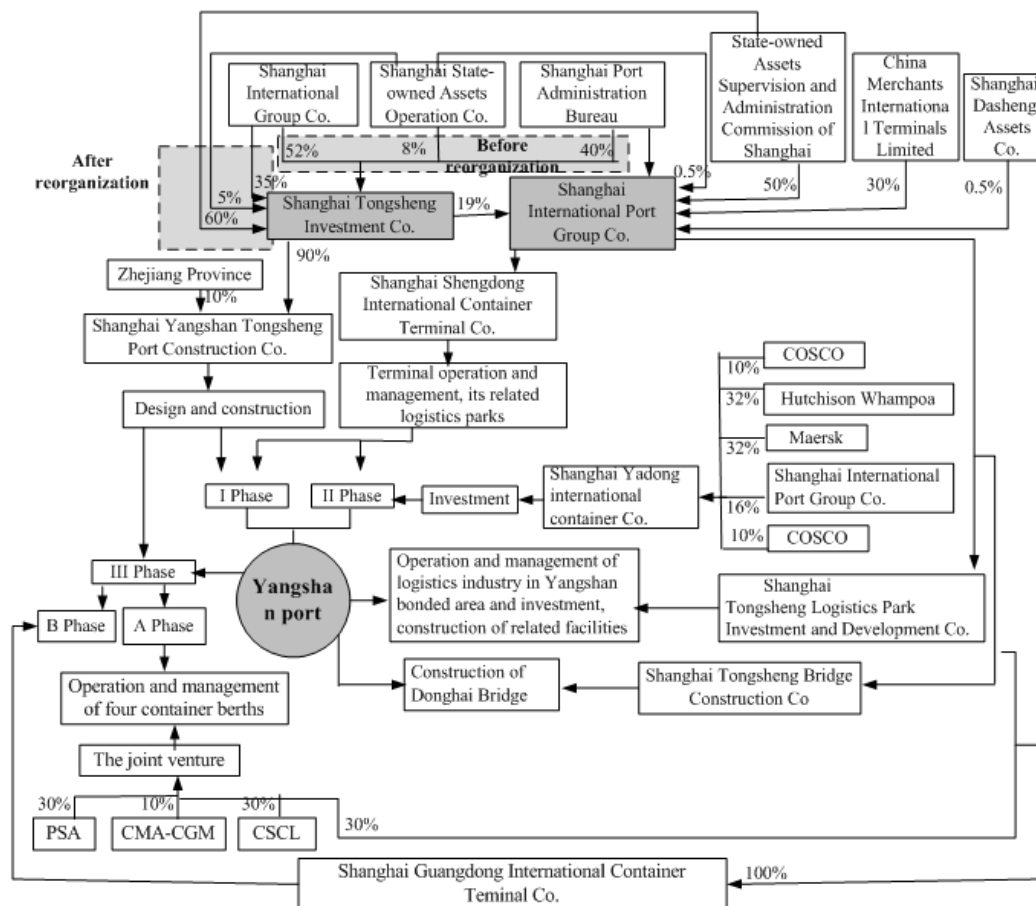 Shanghai
International
Group Co.
Shanghai State-
owned Assets
Operation Co.
Shanghai Port
Administration
Bureau
State-owned
Assets
Supervision and
Administration
Commission of
Shanghai
China
Merchants
Internationa
l Terminals
Limited
Shanghai
Dasheng
Assets
Co.
After
reorganization
52%
8%
Before
reorganization
40%
0.5%
50%
30%
0.5%
35%
5%
60%
Shanghai Tongsheng
Investment Co.
19%
Shanghai
International Port
Group Co.
90%
Zhejiang Province
10%
Shanghai Shengdong
International Container
Terminal Co.
Shanghai Yangshan Tongsheng
Port Construction Co.
Terminal operation and
management, its related
logistics parks
Design and construction
COSCO
10%
Hutchison Whampoa
32%
Maersk
32%
Shanghai International
Port Group Co.
16%
COSCO
10%
I Phase
II Phase
Investment
Shanghai Yadong
international
container Co.
III Phase
Yangsha
n port
Operation and management of
logistics industry in Yangshan
bonded area and investment,
construction of related facilities
Shanghai
Tongsheng Logistics Park
Investment and Development Co.
B Phase
A Phase
Construction of
Donghai Bridge
Shanghai Tongsheng Bridge
Construction Co
Operation and management
of four container berths
The joint venture
30%
10%
30%
30%
PSA
CMA-CGM
CSCL
Shanghai Guangdong International Container
Teminal Co.
100%